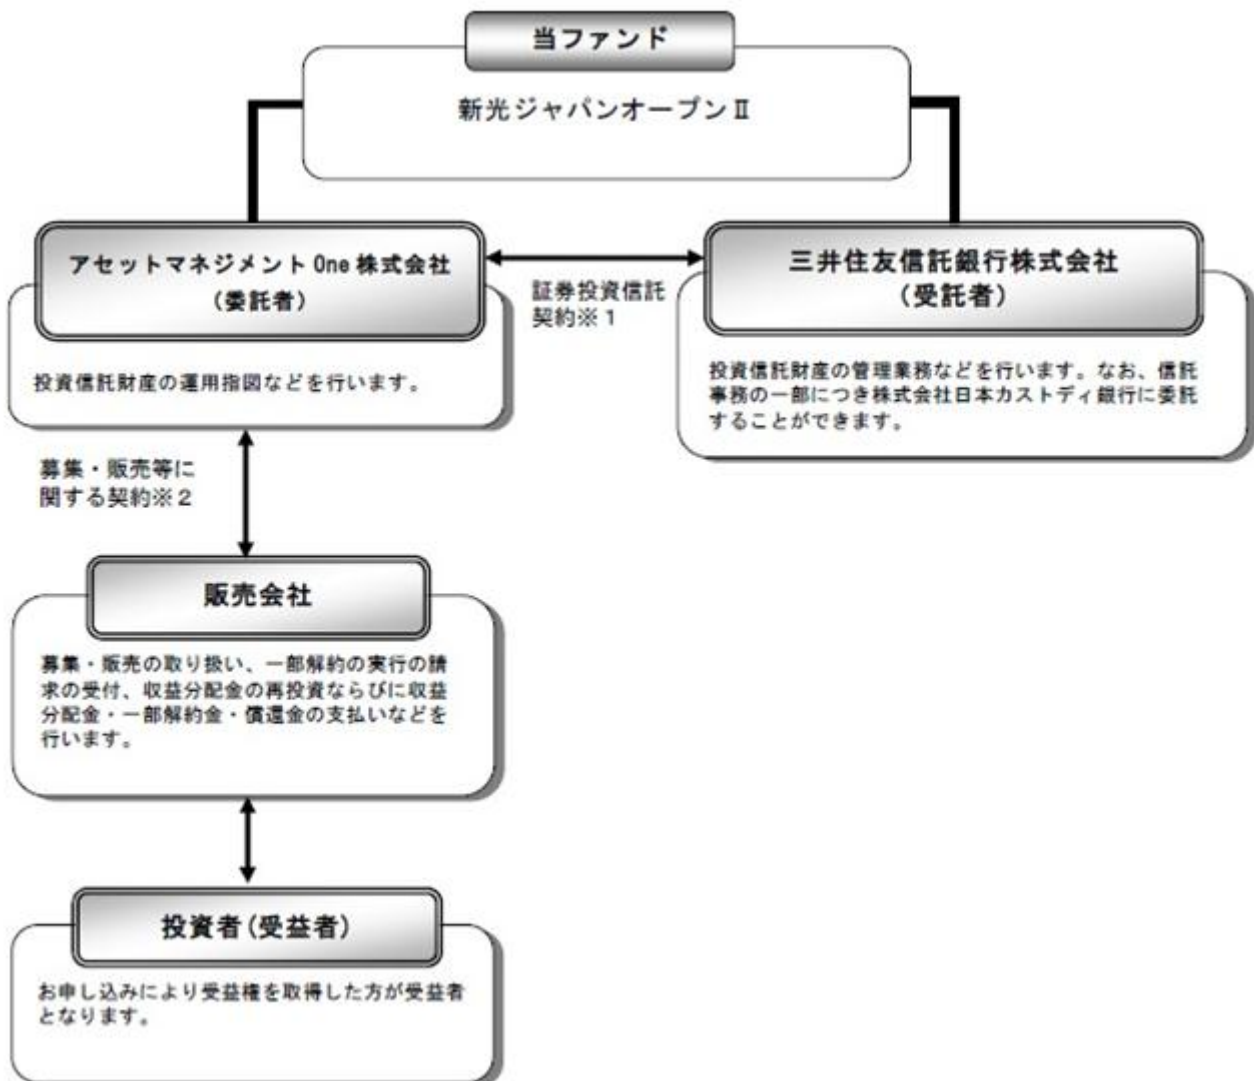 当ファンド
新光ジャパンオープンⅡ
アセットマネジメントOne株式会社
(委託者)
投資信託財産の運用指図などを行います。
証券投資信託
契約※1
三井住友信託銀行株式会社
(受託者)
投資信託財産の管理業務などを行います。なお、信託
事務の一部につき株式会社日本カストディ銀行に委託
することができます。
募集・販売等に
関する契約※2
販売会社
募集・販売の取り扱い、一部解約の実行の請
求の受付、収益分配金の再投資ならびに収益
分配金・一部解約金・償還金の支払いなどを
行います。
投資者(受益者)
お申し込みにより受益権を取得した方が受益者
となります。